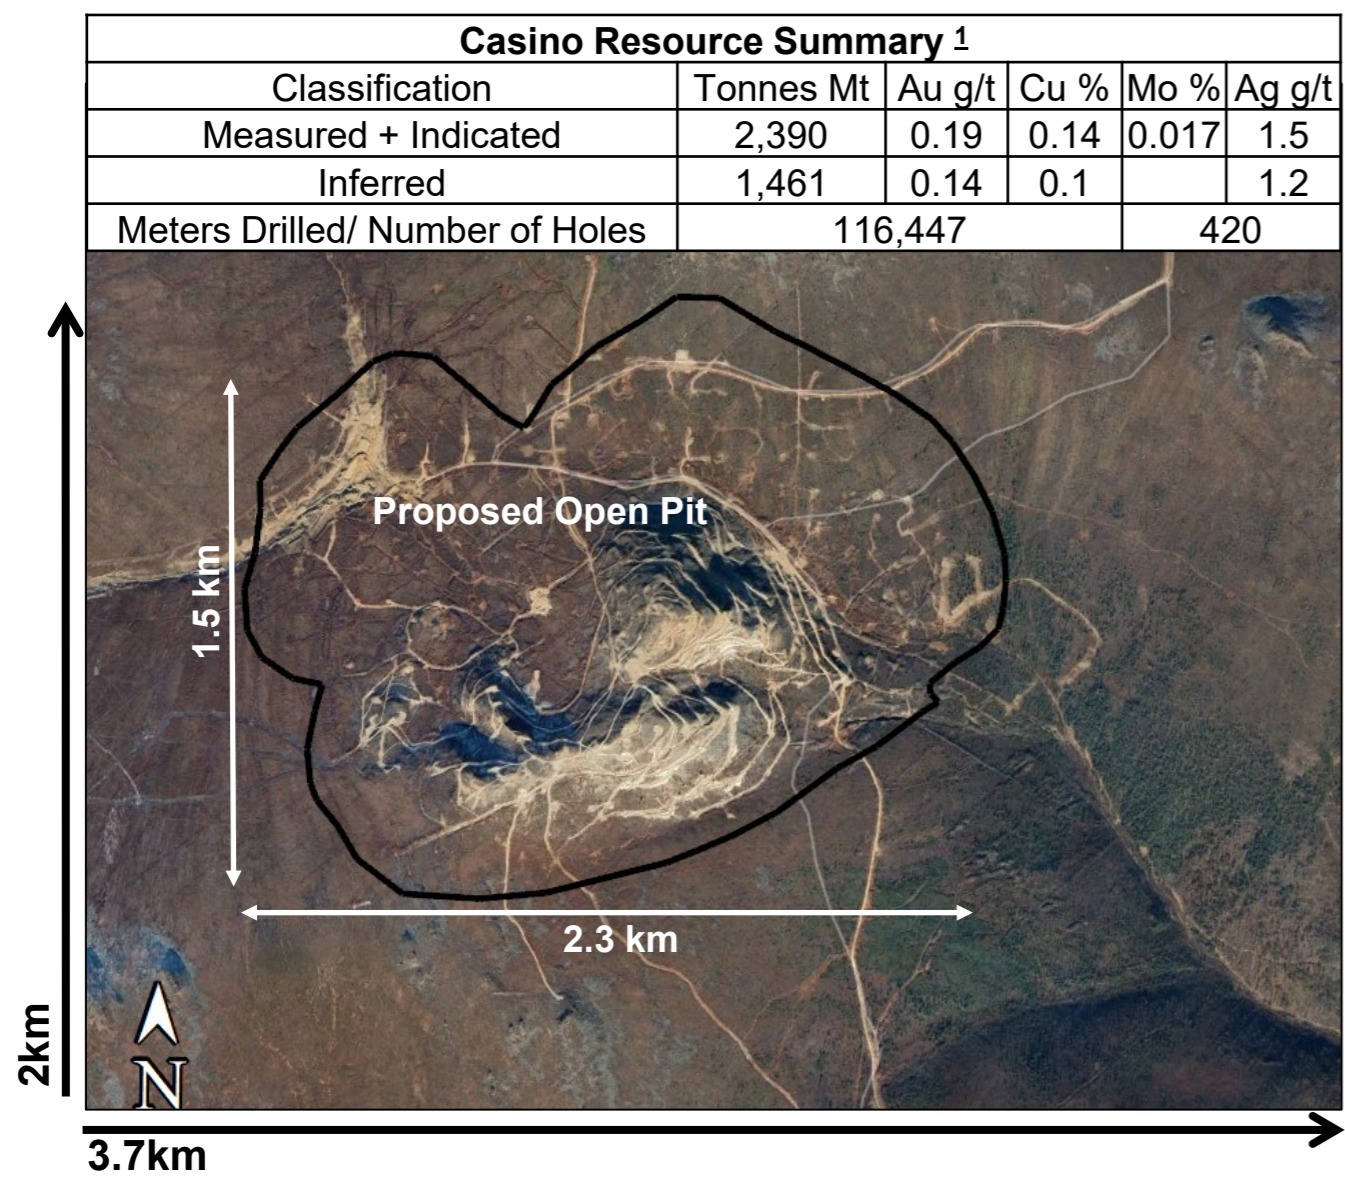 Casino Resource Summary 1
Classification Tonnes Mt Au g/t Cu % Mo % Ag g/t
Measured + Indicated 2,390 0.19 0.14 0.017 1.5
Inferred 1,461 0.14 0.1 1.2
Meters Drilled/ Number of Holes 116,447 420
Proposed Open Pit
1.5 km
2.3 km
N
2km
3.7km